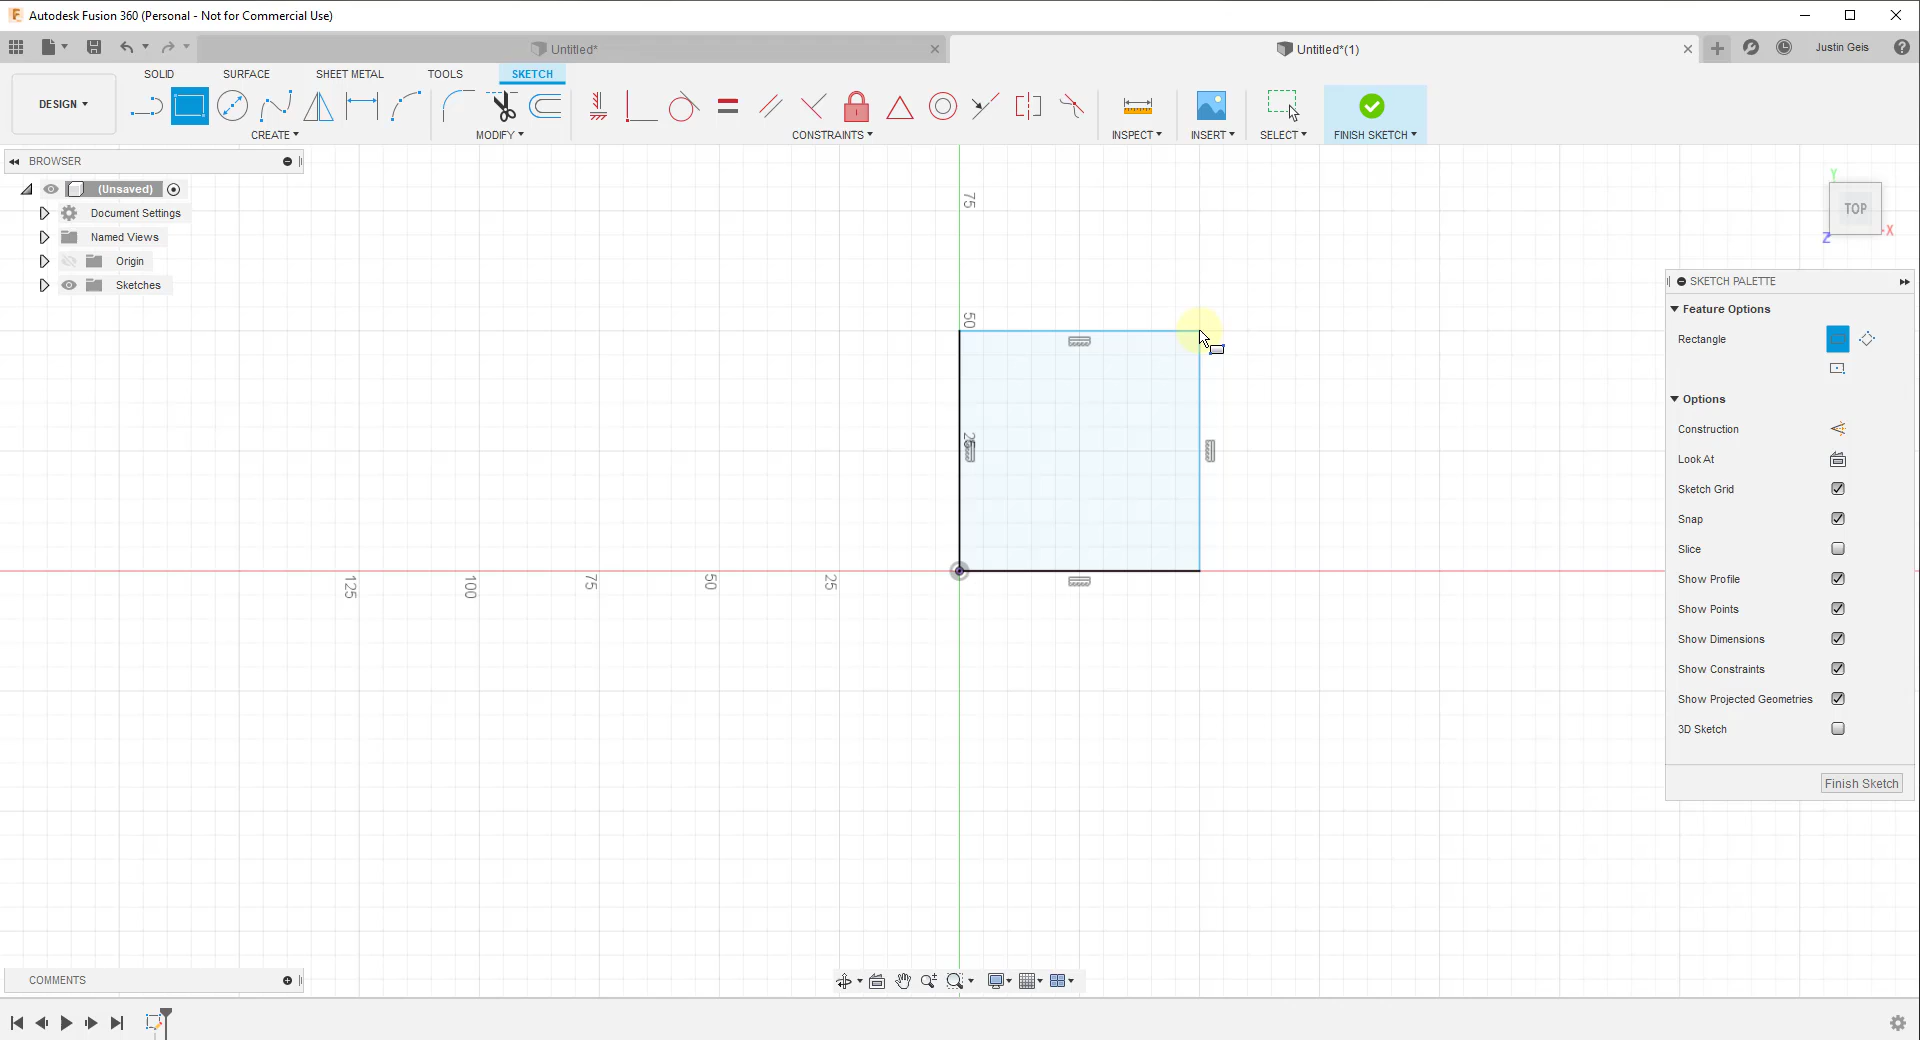 Autodesk Fusion 360 (Personal - Not for Commercial Use)
Untitled*
Untitled*(1)
Justin Geis
SOLID
SURFACE
SHEET METAL
TOOLS
SKETCH
DESIGN
CREATE
MODIFY
CONSTRAINTS
INSPECT
INSERT
SELECT
FINISH SKETCH
BROWSER
(Unsaved)
Document Settings
Named Views
Origin
Sketches
75
50
25
125
100
75
50
25
Y
TOP
X
Z
SKETCH PALETTE
Feature Options
Rectangle
Options
Construction
Look At
Sketch Grid
Snap
Slice
Show Profile
Show Points
Show Dimensions
Show Constraints
Show Projected Geometries
3D Sketch
Finish Sketch
COMMENTS